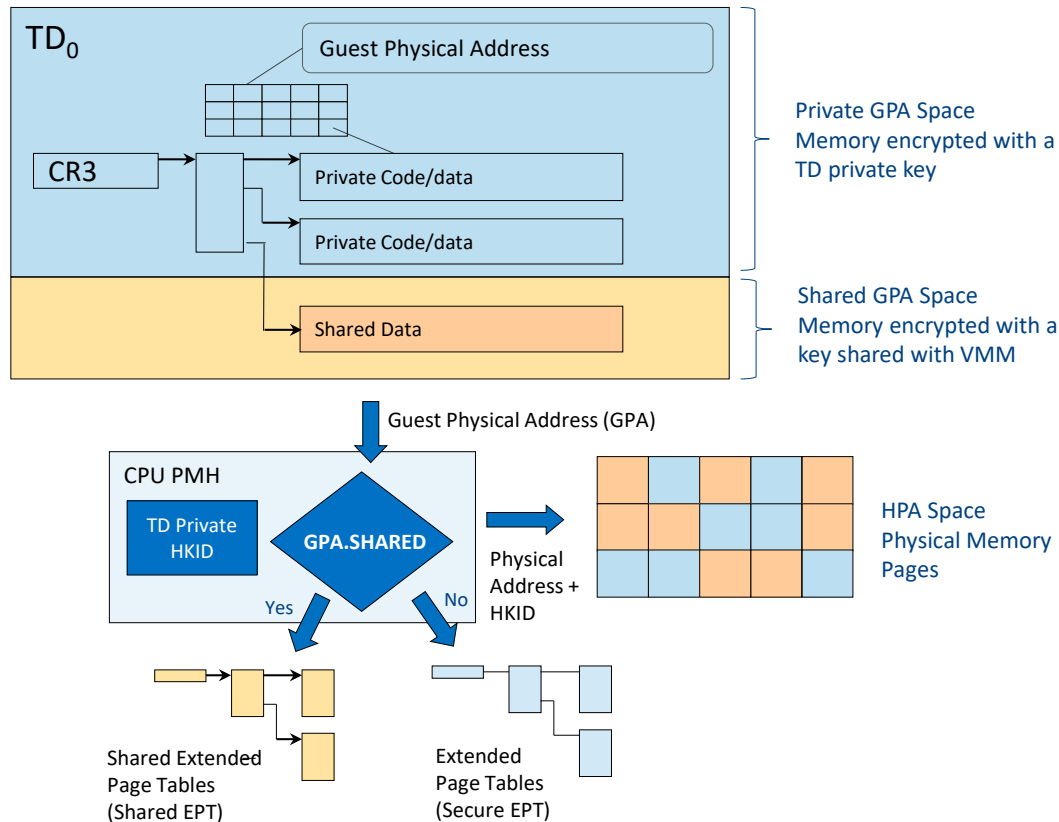 TD0
Guest Physical Address
CR3
Private Code/data
Private Code/data
Shared Data
Private GPA Space
Memory encrypted with a
TD private key
Shared GPA Space
Memory encrypted with a
key shared with VMM
Guest Physical Address (GPA)
CPU PMH
TD Private
HKID
GPA.SHARED
Yes
No
Physical
Address +
HKID
HPA Space
Physical Memory
Pages
Shared Extended
Page Tables
(Shared EPT)
Extended
Page Tables
(Secure EPT)